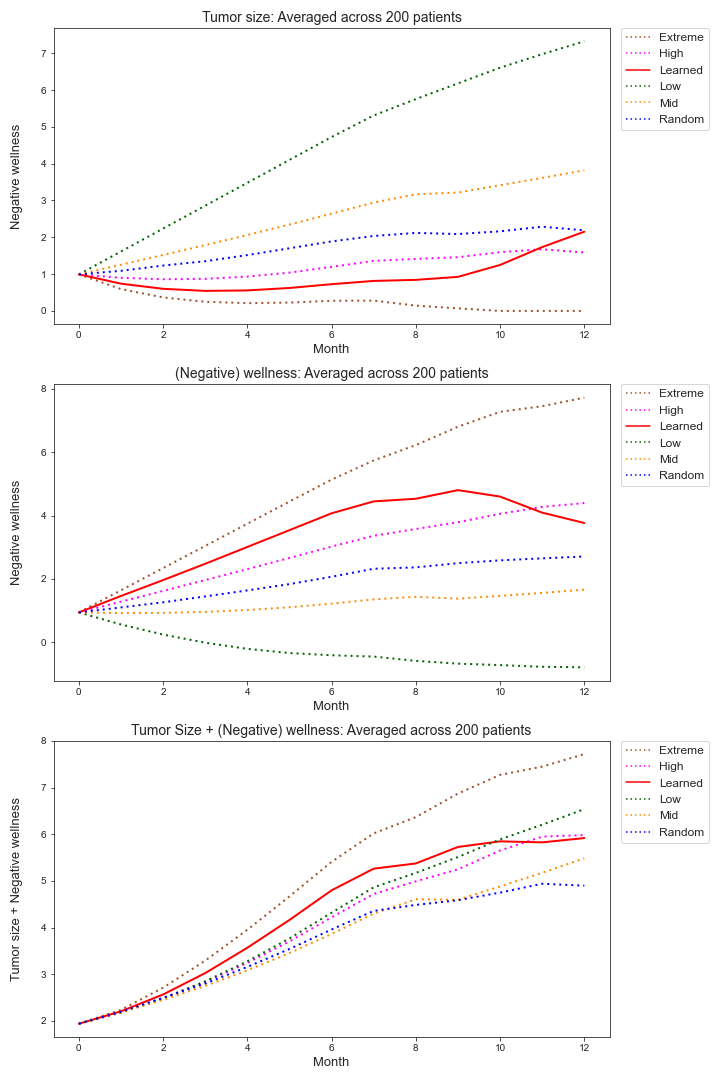 Tumor size: Averaged across 200 patients
Negative wellness
7
6
5
4
3
2
1
0
0 2 4 6 8 10 12
Month
Extreme
High
Learned
Low
Mid
Random
(Negative) wellness: Averaged across 200 patients
Negative wellness
8
6
4
2
0
0 2 4 6 8 10 12
Month
Extreme
High
Learned
Low
Mid
Random
Tumor Size + (Negative) wellness: Averaged across 200 patients
Tumor size + Negative wellness
8
7
6
5
4
3
2
0 2 4 6 8 10 12
Month
Extreme
High
Learned
Low
Mid
Random